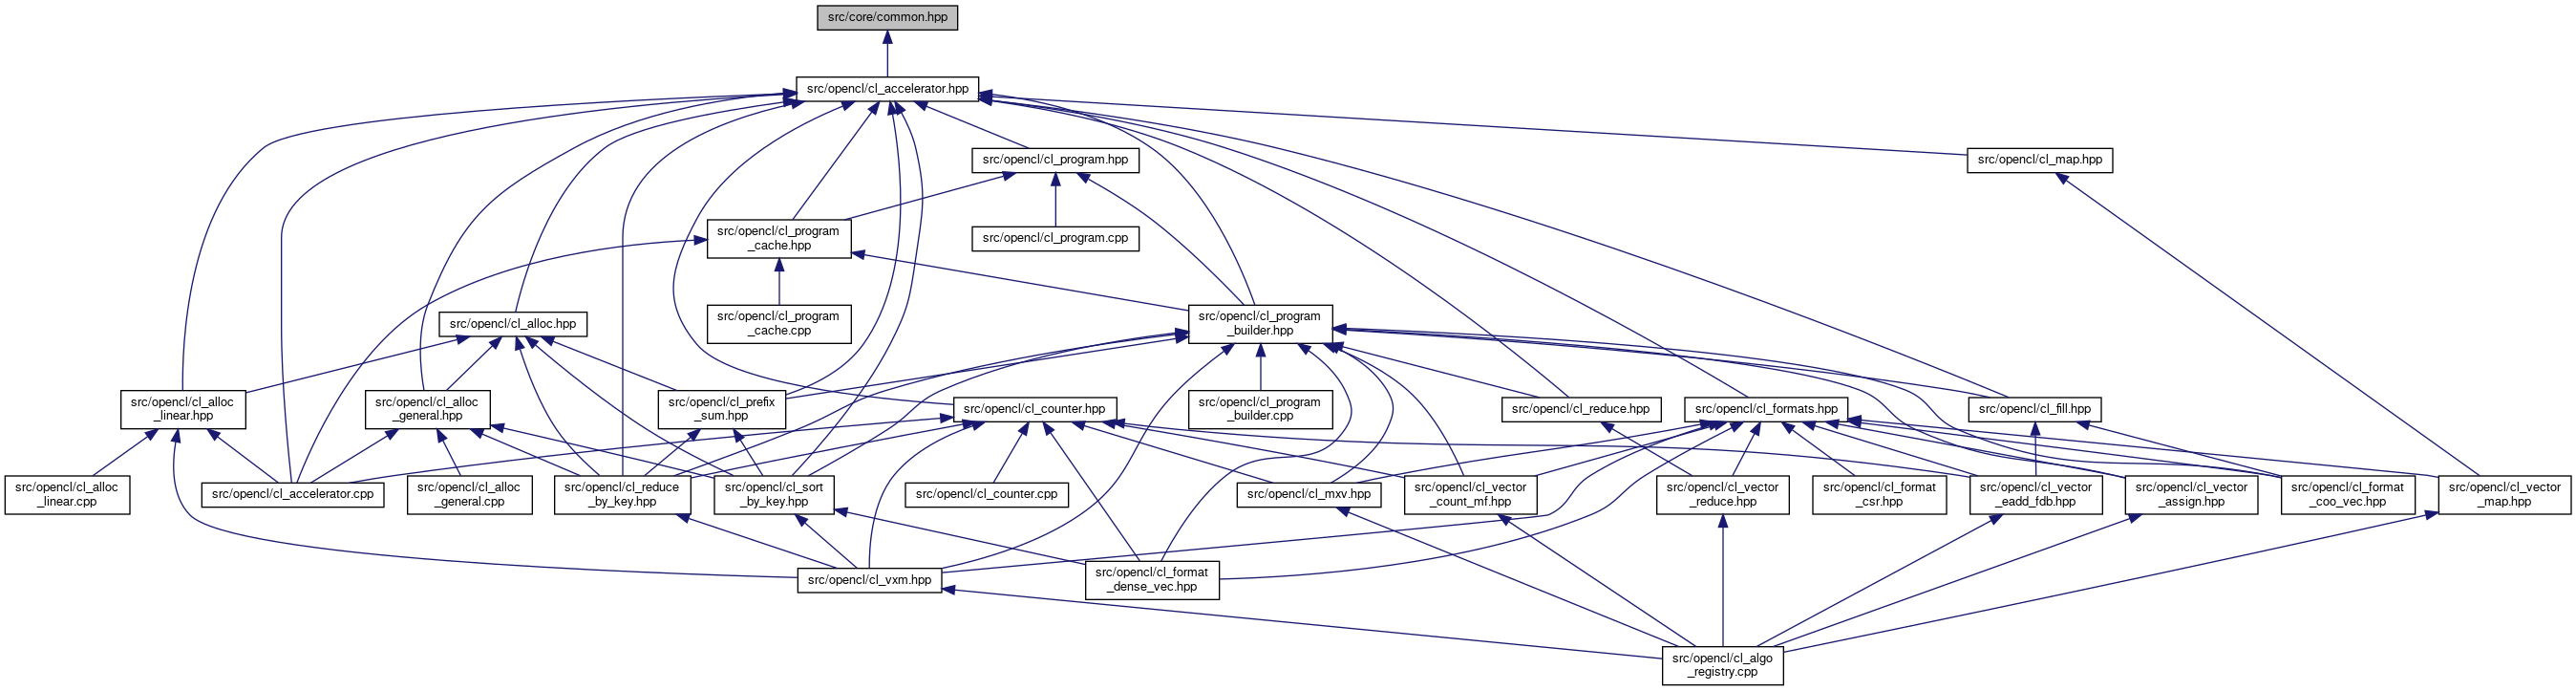 src/core/common.hpp
src/opencl/cl_accelerator.hpp
src/opencl/cl_program.hpp
src/opencl/cl_map.hpp
src/opencl/cl_program
_cache.hpp
src/opencl/cl_program.cpp
src/opencl/cl_alloc.hpp
src/opencl/cl_program
_cache.cpp
src/opencl/cl_program
_builder.hpp
src/opencl/cl_alloc
_linear.hpp
src/opencl/cl_alloc
_general.hpp
src/opencl/cl_prefix
_sum.hpp
src/opencl/cl_counter.hpp
src/opencl/cl_program
_builder.cpp
src/opencl/cl_reduce.hpp
src/opencl/cl_formats.hpp
src/opencl/cl_fill.hpp
src/opencl/cl_alloc
_linear.cpp
src/opencl/cl_accelerator.cpp
src/opencl/cl_alloc
_general.cpp
src/opencl/cl_reduce
_by_key.hpp
src/opencl/cl_sort
_by_key.hpp
src/opencl/cl_counter.cpp
src/opencl/cl_mxv.hpp
src/opencl/cl_vector
_count_mf.hpp
src/opencl/cl_vector
_reduce.hpp
src/opencl/cl_format
_csr.hpp
src/opencl/cl_vector
_eadd_fdb.hpp
src/opencl/cl_vector
_assign.hpp
src/opencl/cl_format
_coo_vec.hpp
src/opencl/cl_vector
_map.hpp
src/opencl/cl_vxm.hpp
src/opencl/cl_format
_dense_vec.hpp
src/opencl/cl_algo
_registry.cpp